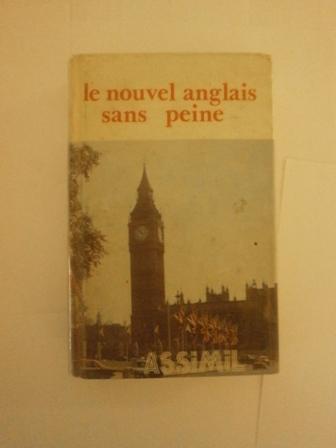 le nouvel anglais
sans peine
ASSiMiL